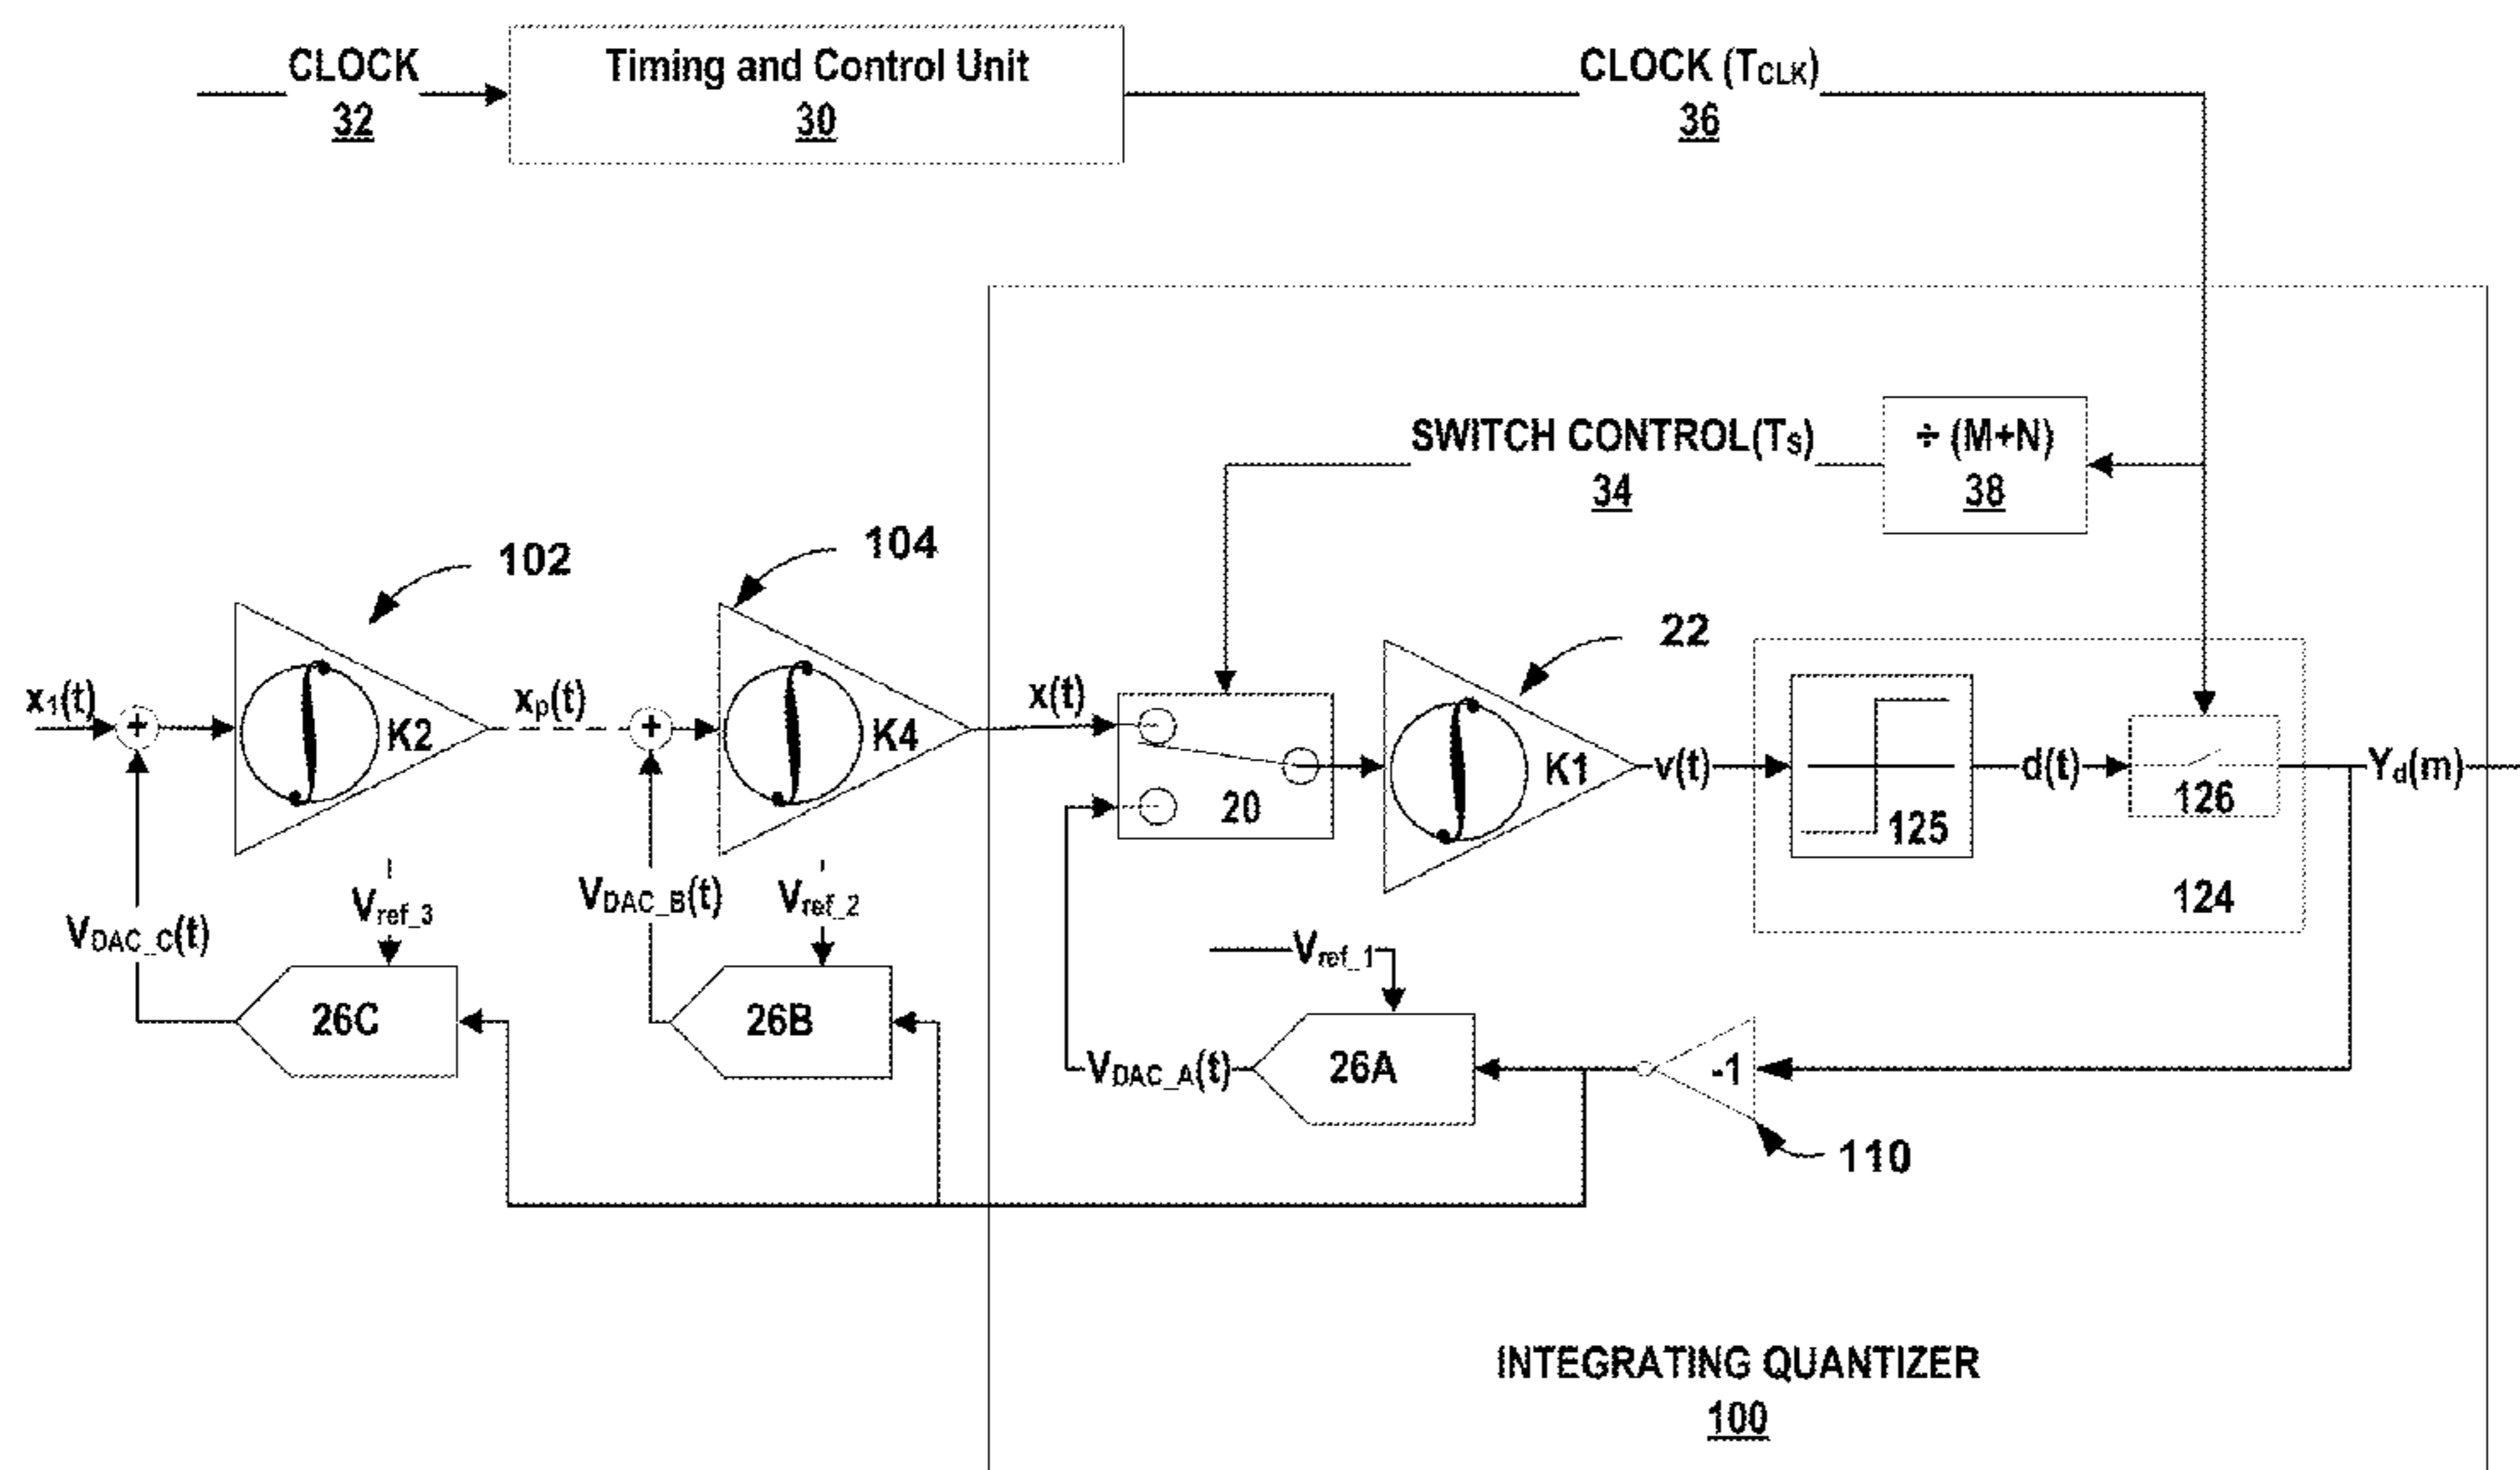 CLOCK
32
Timing and Control Unit
30
CLOCK (TCLK)
36
SWITCH CONTROL(TS)
34
÷ (M+N)
38
102
104
22
x1(t)
+
K2
xp(t)
+
K4
x(t)
20
K1
v(t)
125
d(t)
126
Yd(m)
124
VDAC_C(t)
Vref_3
VDAC_B(t)
Vref_2
Vref_1
26C
26B
VDAC_A(t)
26A
-1
110
INTEGRATING QUANTIZER
100